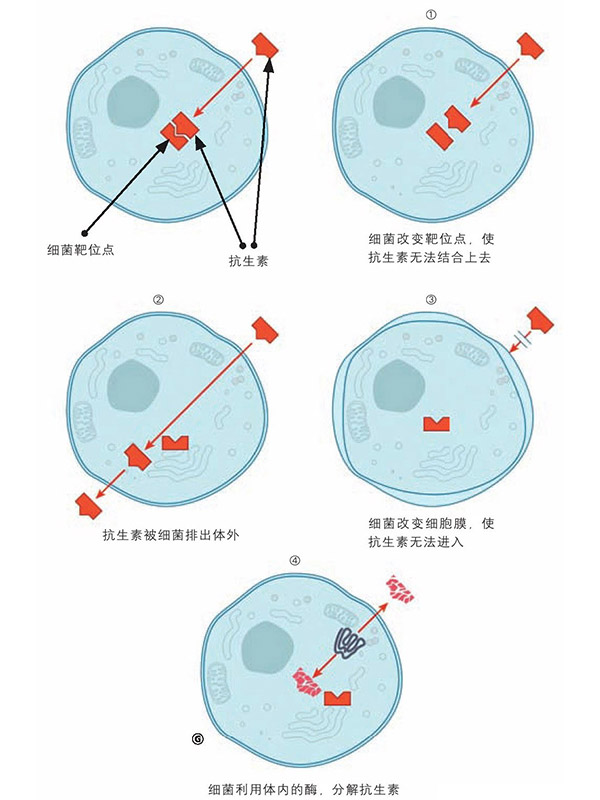 ①
细菌靶位点
抗生素
细菌改变靶位点，使
抗生素无法结合上去
②
③
抗生素被细菌排出体外
细菌改变细胞膜，使
抗生素无法进入
④
G
细菌利用体内的酶，分解抗生素